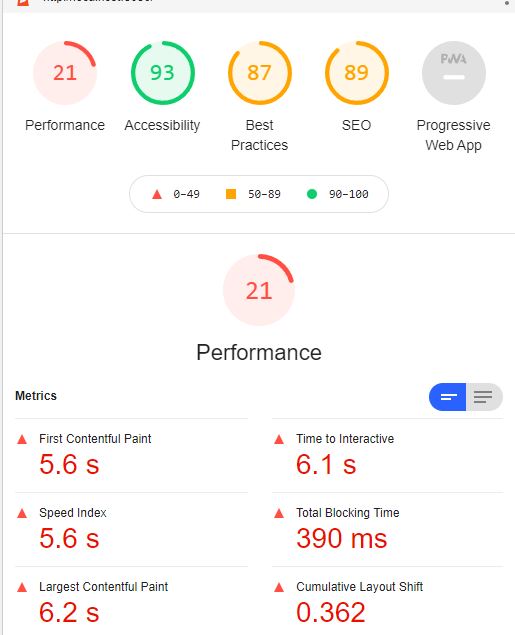 21
93
87
89
PWA
Performance
Accessibility
Best
Practices
SEO
Progressive
Web App
0–49
50–89
90–100
21
Performance
Metrics
First Contentful Paint
5.6 s
Time to Interactive
6.1 s
Speed Index
5.6 s
Total Blocking Time
390 ms
Largest Contentful Paint
6.2 s
Cumulative Layout Shift
0.362